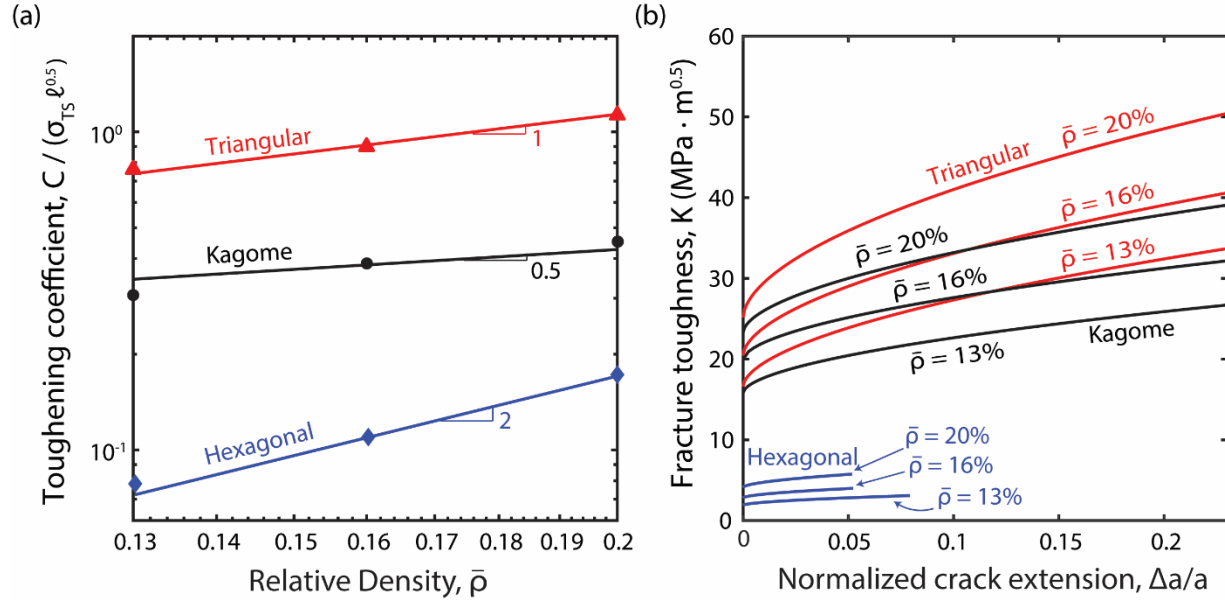 (a)
Toughening coefficient, C / (σ_TS ℓ^0.5)
10^0
10^-1
Triangular
1
Kagome
0.5
Hexagonal
2
0.13
0.14
0.15
0.16
0.17
0.18
0.19
0.2
Relative Density, ρ̄
(b)
Fracture toughness, K (MPa · m^0.5)
60
50
40
30
20
10
0
Triangular
ρ̄ = 20%
ρ̄ = 16%
ρ̄ = 13%
ρ̄ = 20%
ρ̄ = 16%
ρ̄ = 13%
Kagome
Hexagonal
ρ̄ = 20%
ρ̄ = 16%
ρ̄ = 13%
0
0.05
0.1
0.15
0.2
Normalized crack extension, Δa/a